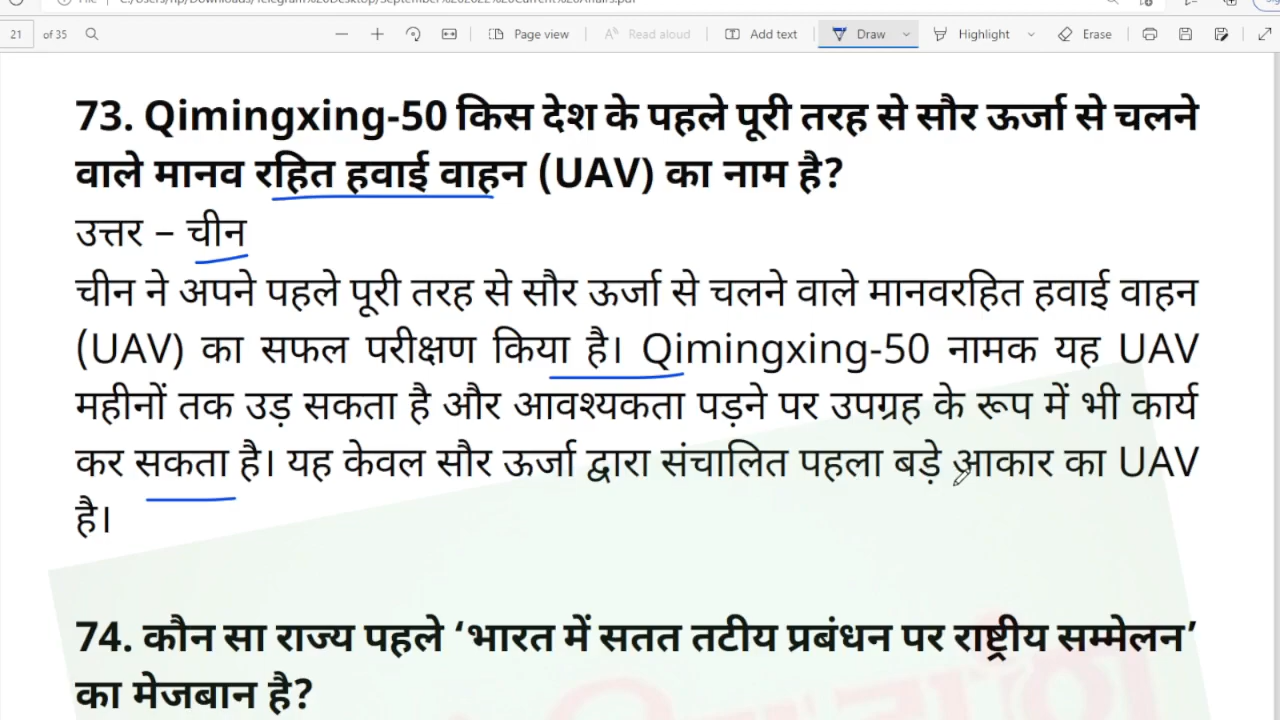 21 of 35 Page view Read aloud Add text Draw Highlight Erase
73. Qimingxing-50 किस देश के पहले पूरी तरह से सौर ऊर्जा से चलने
वाले मानव रहित हवाई वाहन (UAV) का नाम है?
उत्तर – चीन
चीन ने अपने पहले पूरी तरह से सौर ऊर्जा से चलने वाले मानवरहित हवाई वाहन
(UAV) का सफल परीक्षण किया है। Qimingxing-50 नामक यह UAV
महीनों तक उड़ सकता है और आवश्यकता पड़ने पर उपग्रह के रूप में भी कार्य
कर सकता है। यह केवल सौर ऊर्जा द्वारा संचालित पहला बड़े आकार का UAV
है।
74. कौन सा राज्य पहले ‘भारत में सतत तटीय प्रबंधन पर राष्ट्रीय सम्मेलन’
का मेजबान है?